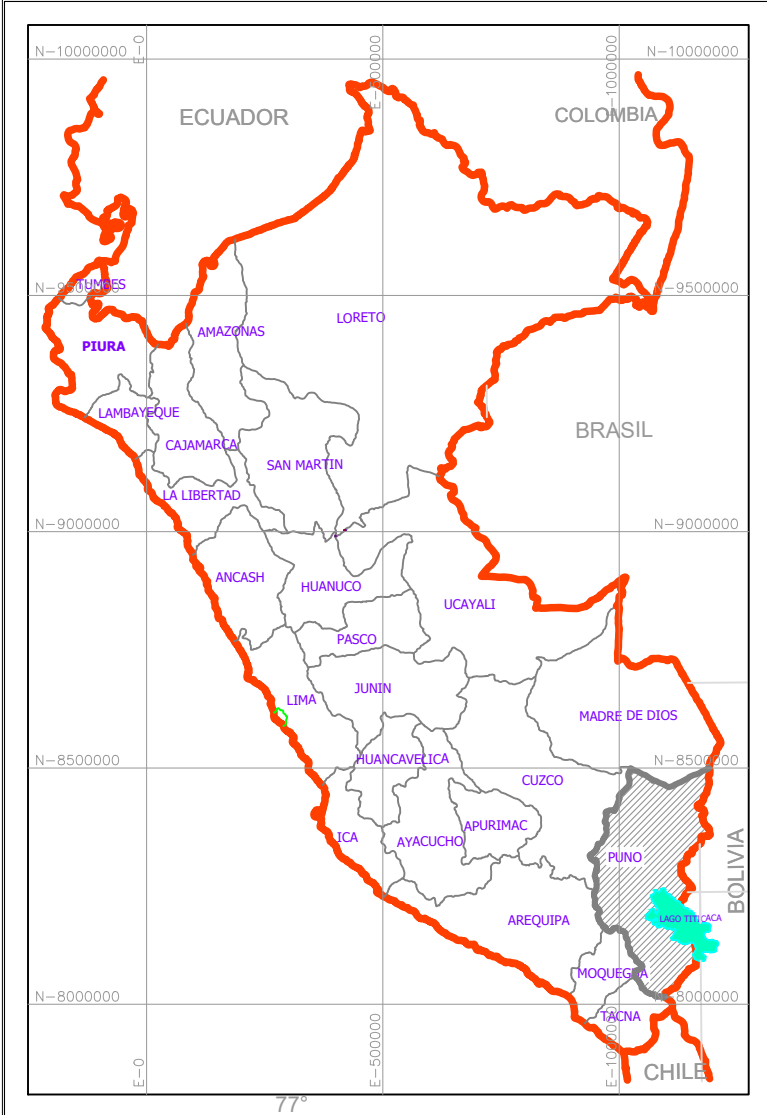 N-10000000
E-0
E-500000
E-1000000
N-10000000
ECUADOR
COLOMBIA
TUMBES
N-9500000
N-9500000
AMAZONAS
LORETO
PIURA
LAMBAYEQUE
BRASIL
CAJAMARCA
SAN MARTIN
LA LIBERTAD
N-9000000
N-9000000
ANCASH
HUANUCO
UCAYALI
PASCO
JUNIN
LIMA
MADRE DE DIOS
N-8500000
HUANCAVELICA
N-8500000
CUZCO
ICA
AYACUCHO
APURIMAC
PUNO
BOLIVIA
AREQUIPA
LAGO TITICACA
MOQUEGUA
N-8000000
N-8000000
TACNA
E-0
E-500000
E-1000000
CHILE
77°